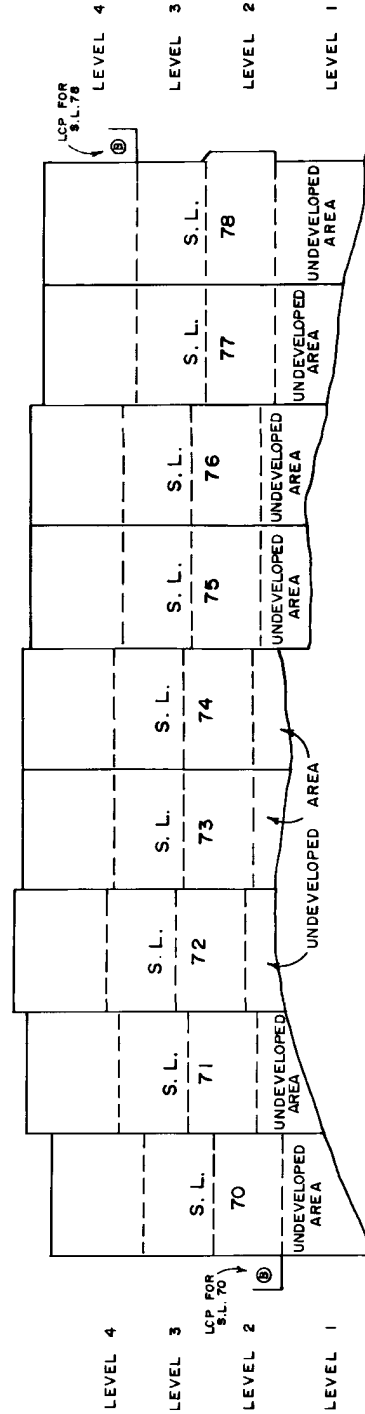 LEVEL 4
LEVEL 3
LEVEL 2
LEVEL 1
LCP FOR
S.L. 70
Ⓑ
S. L.
70
UNDEVELOPED
AREA
S. L.
71
UNDEVELOPED
AREA
S. L.
72
S. L.
73
S. L.
74
UNDEVELOPED AREA
S. L.
75
UNDEVELOPED
AREA
S. L.
76
UNDEVELOPED
AREA
S. L.
77
UNDEVELOPED
AREA
S. L.
78
UNDEVELOPED
AREA
LCP FOR
S.L. 78
Ⓑ
LEVEL 4
LEVEL 3
LEVEL 2
LEVEL 1